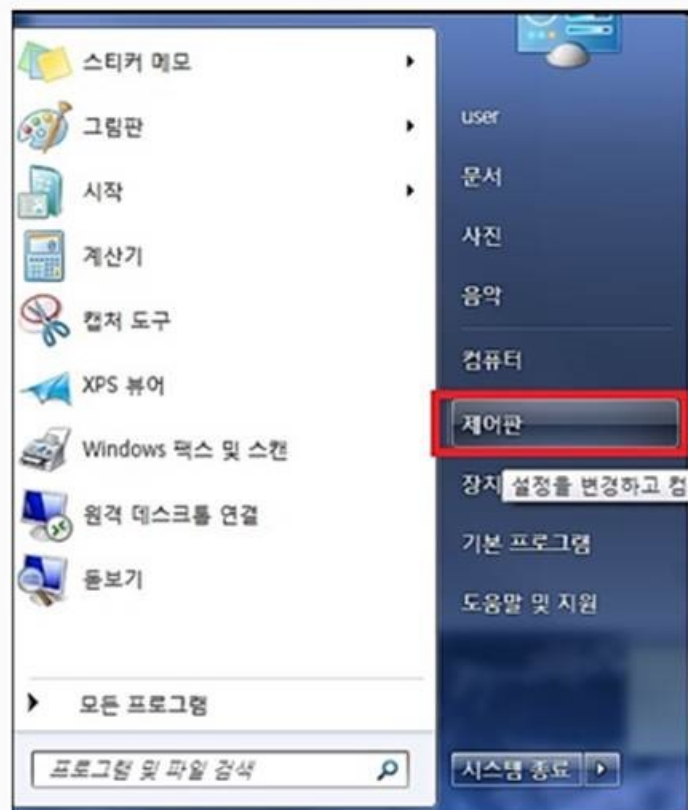 스티커 메모
그림판
시작
계산기
캡처 도구
XPS 뷰어
Windows 팩스 및 스캔
원격 데스크톱 연결
돋보기
모든 프로그램
프로그램 및 파일 검색
user
문서
사진
음악
컴퓨터
제어판
장치
설정을 변경하고 컴
기본 프로그램
도움말 및 지원
시스템 종료